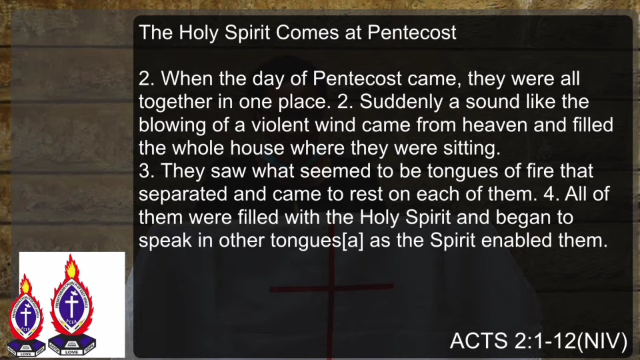 The Holy Spirit Comes at Pentecost
2. When the day of Pentecost came, they were all
together in one place. 2. Suddenly a sound like the
blowing of a violent wind came from heaven and filled
the whole house where they were sitting.
3. They saw what seemed to be tongues of fire that
separated and came to rest on each of them. 4. All of
them were filled with the Holy Spirit and began to
speak in other tongues[a] as the Spirit enabled them.
ACTS 2:1-12(NIV)